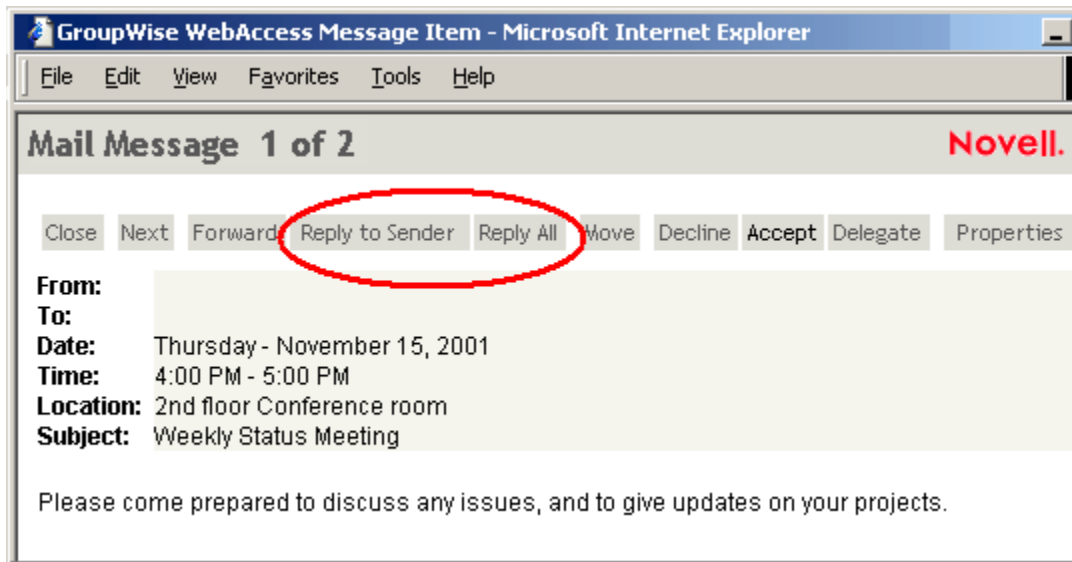 GroupWise WebAccess Message Item - Microsoft Internet Explorer
File Edit View Favorites Tools Help
Mail Message 1 of 2 Novell.
Close Next Forward Reply to Sender Reply All Move Decline Accept Delegate Properties
From:
To:
Date: Thursday - November 15, 2001
Time: 4:00 PM - 5:00 PM
Location: 2nd floor Conference room
Subject: Weekly Status Meeting
Please come prepared to discuss any issues, and to give updates on your projects.